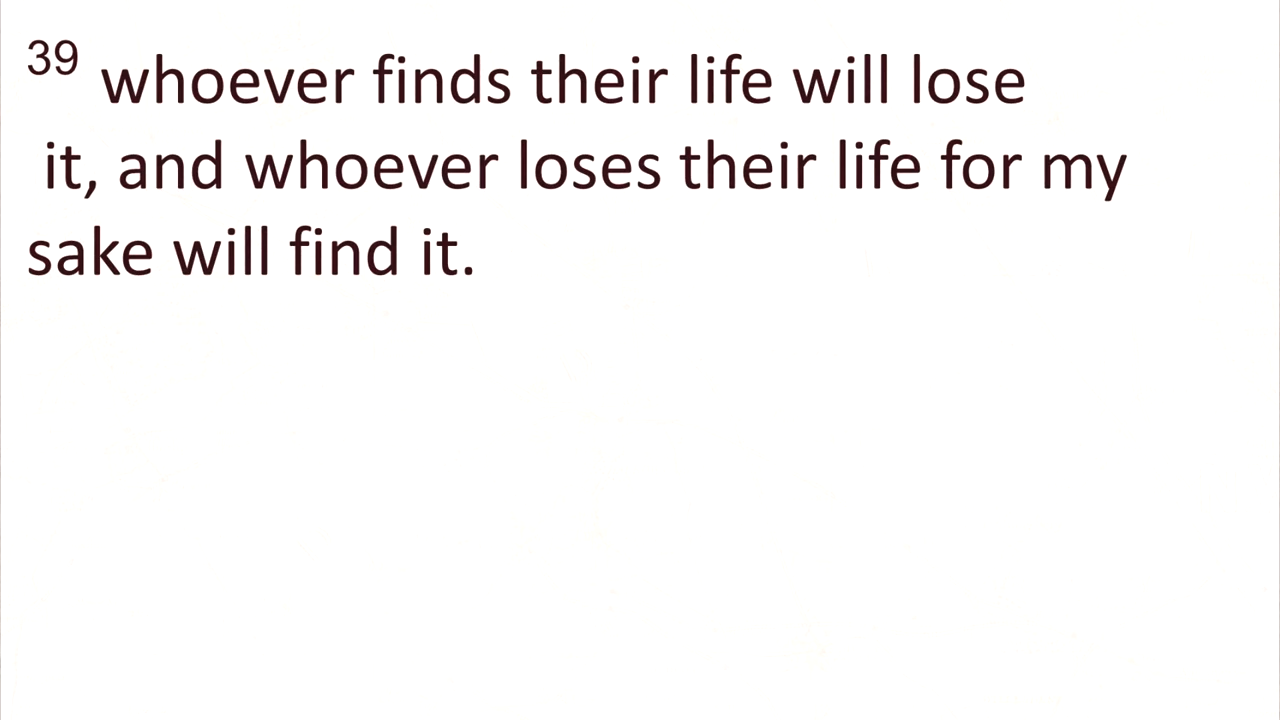 39 whoever finds their life will lose
it, and whoever loses their life for my
sake will find it.